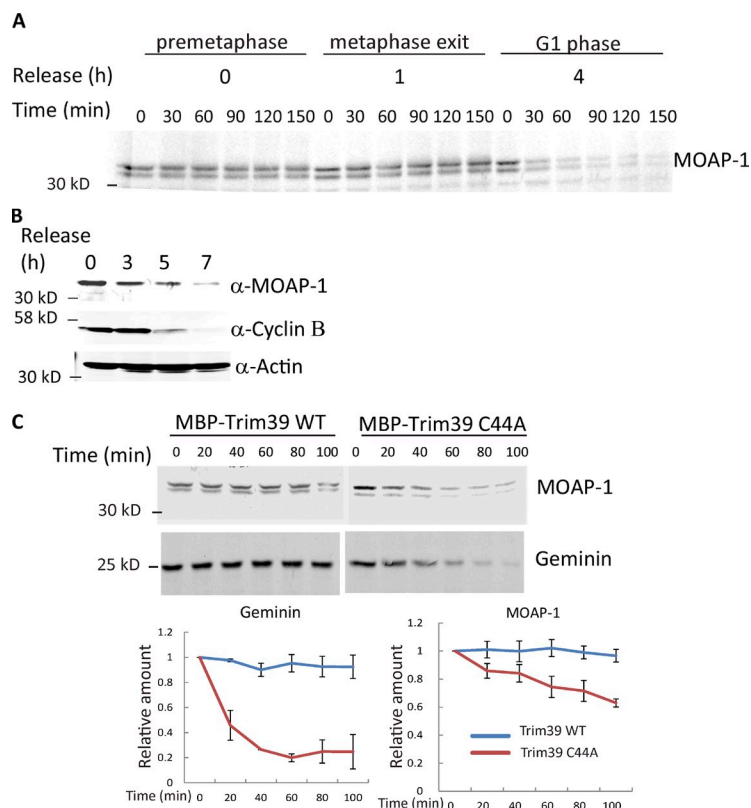 A
premetaphase metaphase exit G1 phase
Release (h) 0 1 4
Time (min) 0 30 60 90 120 150 0 30 60 90 120 150 0 30 60 90 120 150
MOAP-1
30 kD
B
Release
(h) 0 3 5 7
α-MOAP-1
30 kD
58 kD
α-Cyclin B
α-Actin
30 kD
C
MBP-Trim39 WT MBP-Trim39 C44A
Time (min) 0 20 40 60 80 100 0 20 40 60 80 100
MOAP-1
30 kD
25 kD
Geminin
Geminin
MOAP-1
Relative amount
1.2
1
0.8
0.6
0.4
0.2
0
Time (min) 0 20 40 60 80 100
Relative amount
1.2
1
0.8
0.6
0.4
0.2
0
Trim39 WT
Trim39 C44A
Time (min) 0 20 40 60 80 100